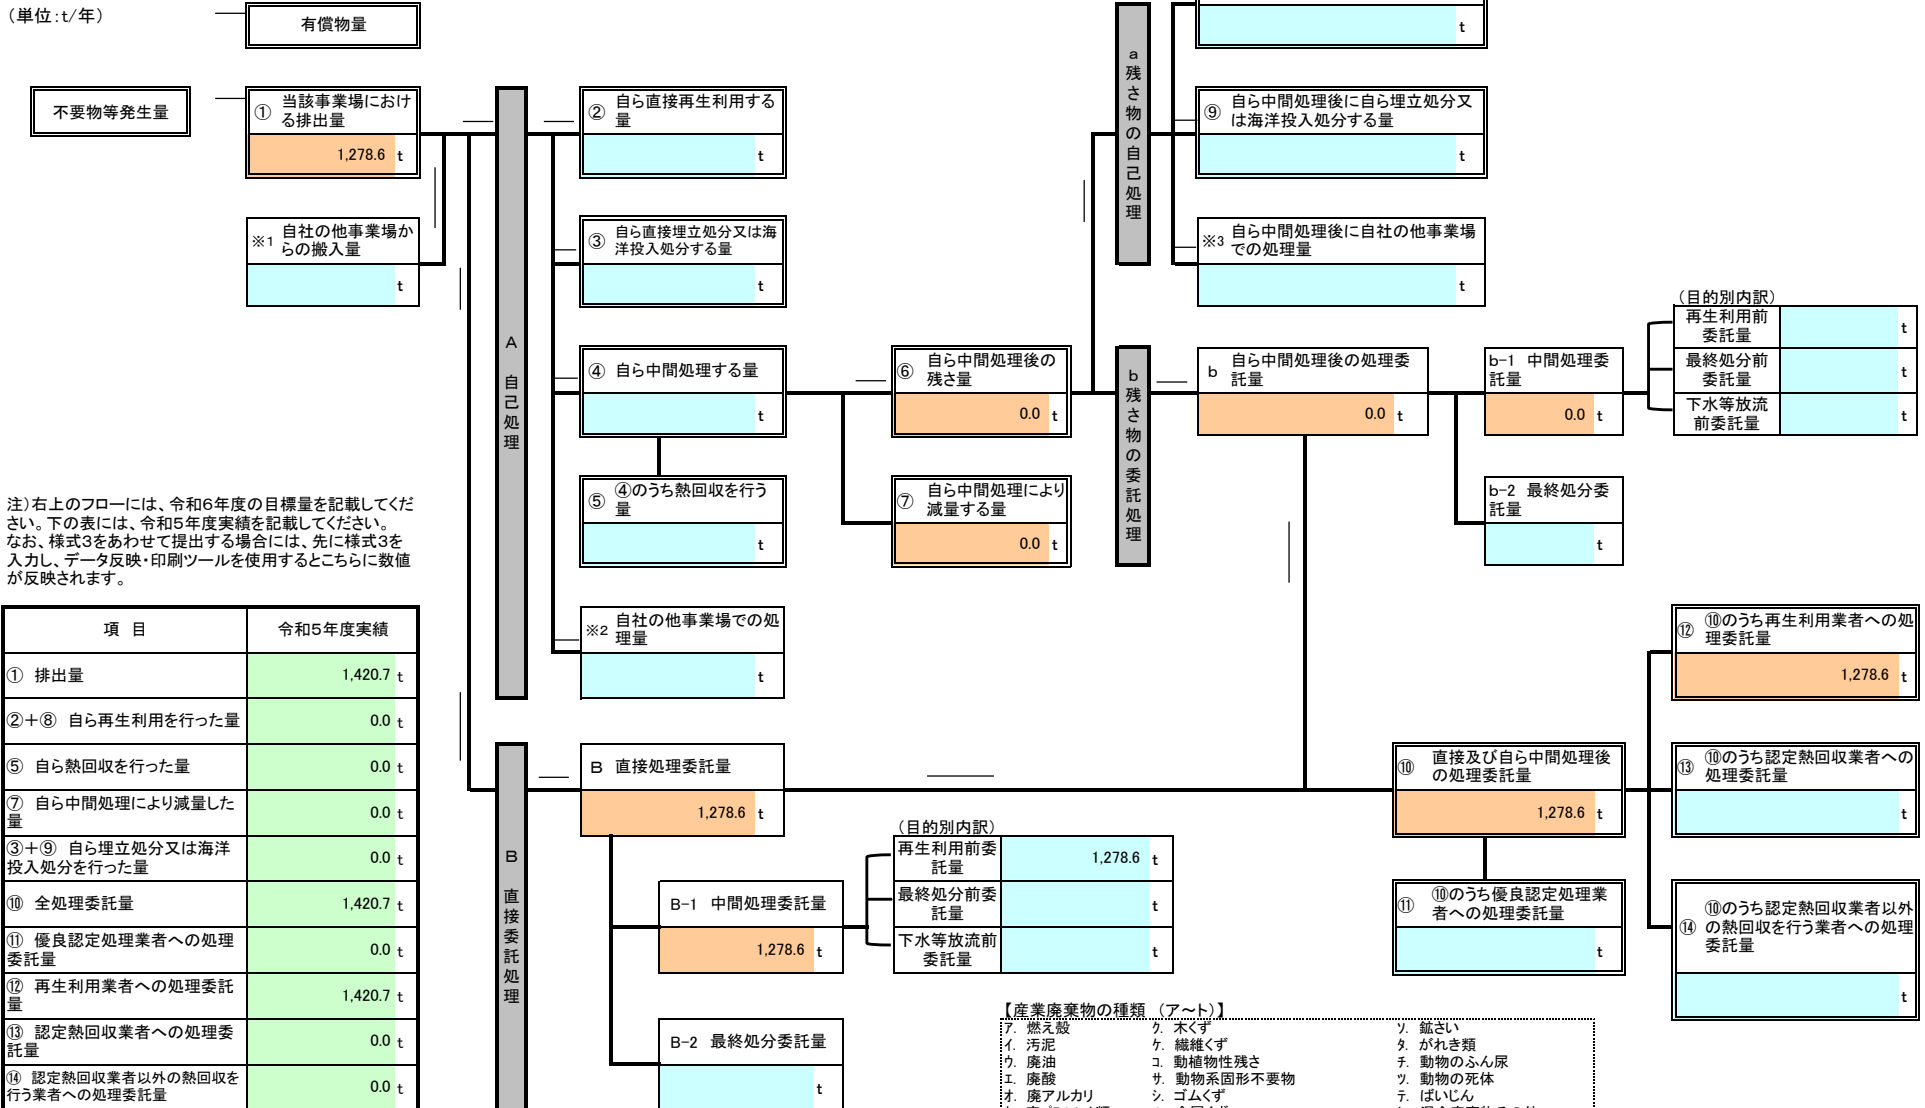 （単位：t/年）
有償物量
t
不要物等発生量
① 当該事業場におけ
る排出量
1,278.6 t
※1 自社の他事業場か
らの搬入量
t
A 自己処理
② 自ら直接再生利用する
量
t
③ 自ら直接埋立処分又は海
洋投入処分する量
t
④ 自ら中間処理する量
t
⑤ ④のうち熱回収を行う
量
t
※2 自社の他事業場での処
理量
t
⑥ 自ら中間処理後の
残さ量
0.0 t
⑦ 自ら中間処理により
減量する量
0.0 t
a 残さ物の自己処理
⑨ 自ら中間処理後に自ら埋立処分又
は海洋投入処分する量
t
※3 自ら中間処理後に自社の他事業場
での処理量
t
b 残さ物の委託処理
b 自ら中間処理後の処理委
託量
0.0 t
b-1 中間処理委
託量
0.0 t
b-2 最終処分委
託量
t
（目的別内訳）
再生利用前
委託量
t
最終処分前
委託量
t
下水等放流
前委託量
t
注）右上のフローには、令和６年度の目標量を記載してくだ
さい。下の表には、令和５年度実績を記載してください。
なお、様式３をあわせて提出する場合には、先に様式３を
入力し、データ反映・印刷ツールを使用するとこちらに数値
が反映されます。
項 目 令和５年度実績
① 排出量 1,420.7 t
②＋⑧ 自ら再生利用を行った量 0.0 t
⑤ 自ら熱回収を行った量 0.0 t
⑦ 自ら中間処理により減量した
量 0.0 t
③＋⑨ 自ら埋立処分又は海洋
投入処分を行った量 0.0 t
⑩ 全処理委託量 1,420.7 t
⑪ 優良認定処理業者への処理
委託量 0.0 t
⑫ 再生利用業者への処理委託
量 1,420.7 t
⑬ 認定熱回収業者への処理委
託量 0.0 t
⑭ 認定熱回収業者以外の熱回収を
行う業者への処理委託量 0.0 t
B 直接委託処理
B 直接処理委託量
1,278.6 t
B-1 中間処理委託量
1,278.6 t
B-2 最終処分委託量
t
（目的別内訳）
再生利用前委
託量
1,278.6 t
最終処分前委
託量
t
下水等放流前
委託量
t
⑩ 直接及び自ら中間処理後
の処理委託量
1,278.6 t
⑪ ⑩のうち優良認定処理業
者への処理委託量
t
⑫ ⑩のうち再生利用業者への処
理委託量
1,278.6 t
⑬ ⑩のうち認定熱回収業者への
処理委託量
t
⑭ ⑩のうち認定熱回収業者以外
の熱回収を行う業者への処理
委託量
t
【産業廃棄物の種類 （ア～ト）】
ｱ. 燃え殻 ｸ. 木くず ｿ. 鉱さい
ｲ. 汚泥 ｹ. 繊維くず ﾀ. がれき類
ｳ. 廃油 ｺ. 動植物性残さ ﾁ. 動物のふん尿
ｴ. 廃酸 ｻ. 動物系固形不要物 ﾂ. 動物の死体
ｵ. 廃アルカリ ｼ. ゴムくず ﾃ. ばいじん